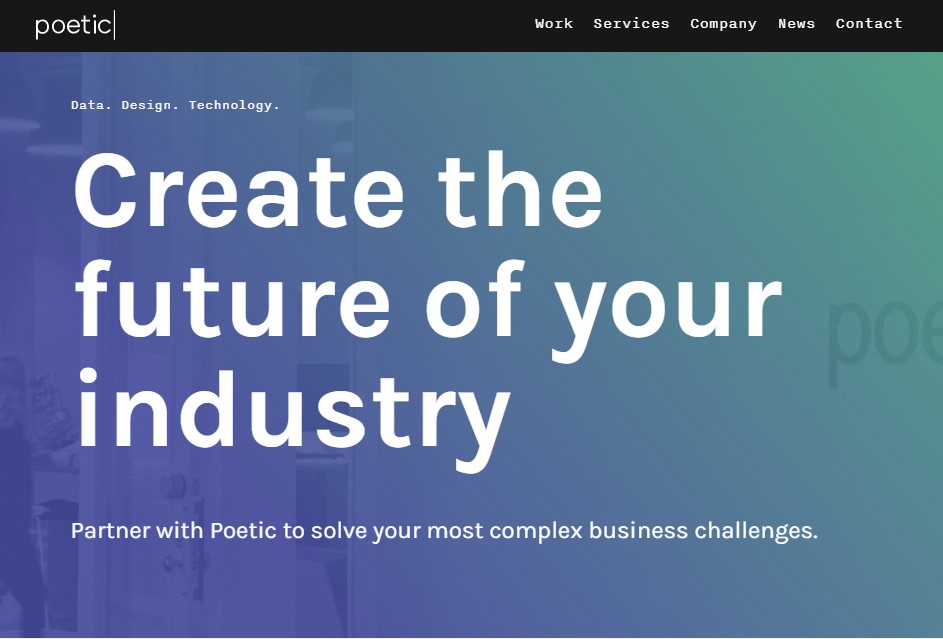 poetic
Work Services Company News Contact
Data. Design. Technology.
Create the
future of your
industry
poe
Partner with Poetic to solve your most complex business challenges.